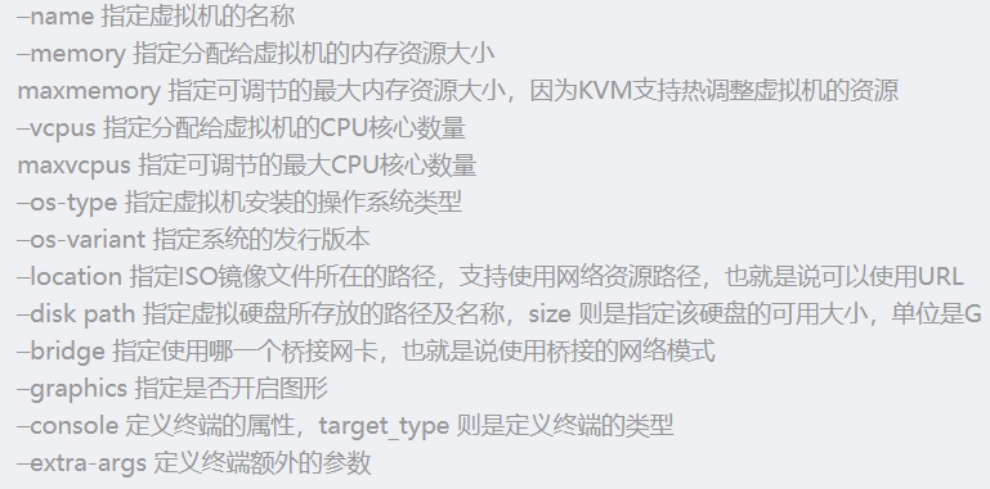 –name 指定虚拟机的名称
–memory 指定分配给虚拟机的内存资源大小
maxmemory 指定可调节的最大内存资源大小，因为KVM支持热调整虚拟机的资源
–vcpus 指定分配给虚拟机的CPU核心数量
maxvcpus 指定可调节的最大CPU核心数量
–os-type 指定虚拟机安装的操作系统类型
–os-variant 指定系统的发行版本
–location 指定ISO镜像文件所在的路径，支持使用网络资源路径，也就是说可以使用URL
–disk path 指定虚拟硬盘所存放的路径及名称，size 则是指定该硬盘的可用大小，单位是G
–bridge 指定使用哪一个桥接网卡，也就是说使用桥接的网络模式
–graphics 指定是否开启图形
–console 定义终端的属性，target_type 则是定义终端的类型
–extra-args 定义终端额外的参数